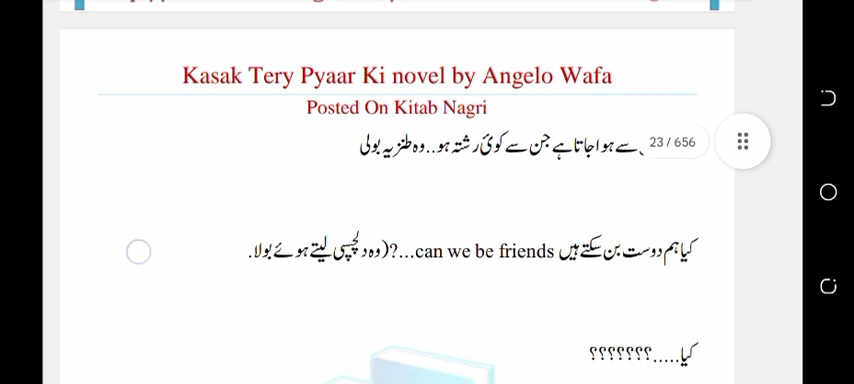 Kasak Tery Pyaar Ki novel by Angelo Wafa
Posted On Kitab Nagri
سے ہوا جاتا ہے جن سے کوئ رشتہ ہو..وہ طنزیہ بولی
23 / 656
کیا ہم دوست بن سکتے ہیں can we be friends...?(وہ دلچسپی لیتے ہوئے بولا.
کیا.....؟؟؟؟؟؟؟